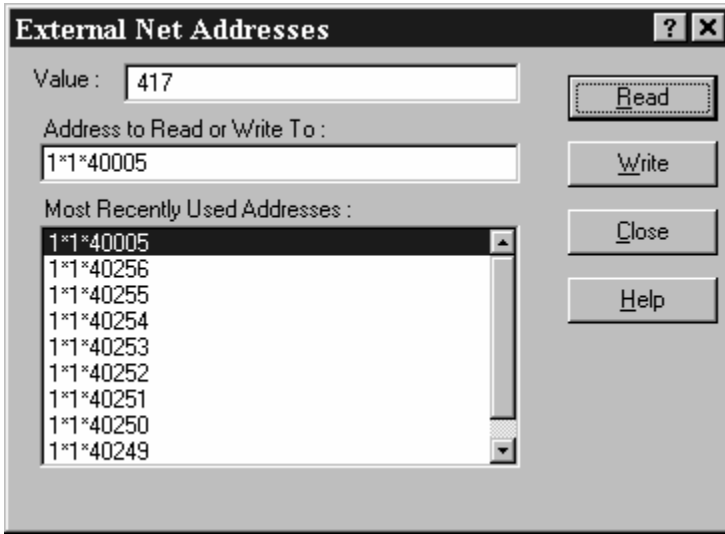 External Net Addresses
? X
Value : 417
Read
Address to Read or Write To :
1*1*40005
Write
Most Recently Used Addresses :
Close
1*1*40005
1*1*40256
1*1*40255
Help
1*1*40254
1*1*40253
1*1*40252
1*1*40251
1*1*40250
1*1*40249